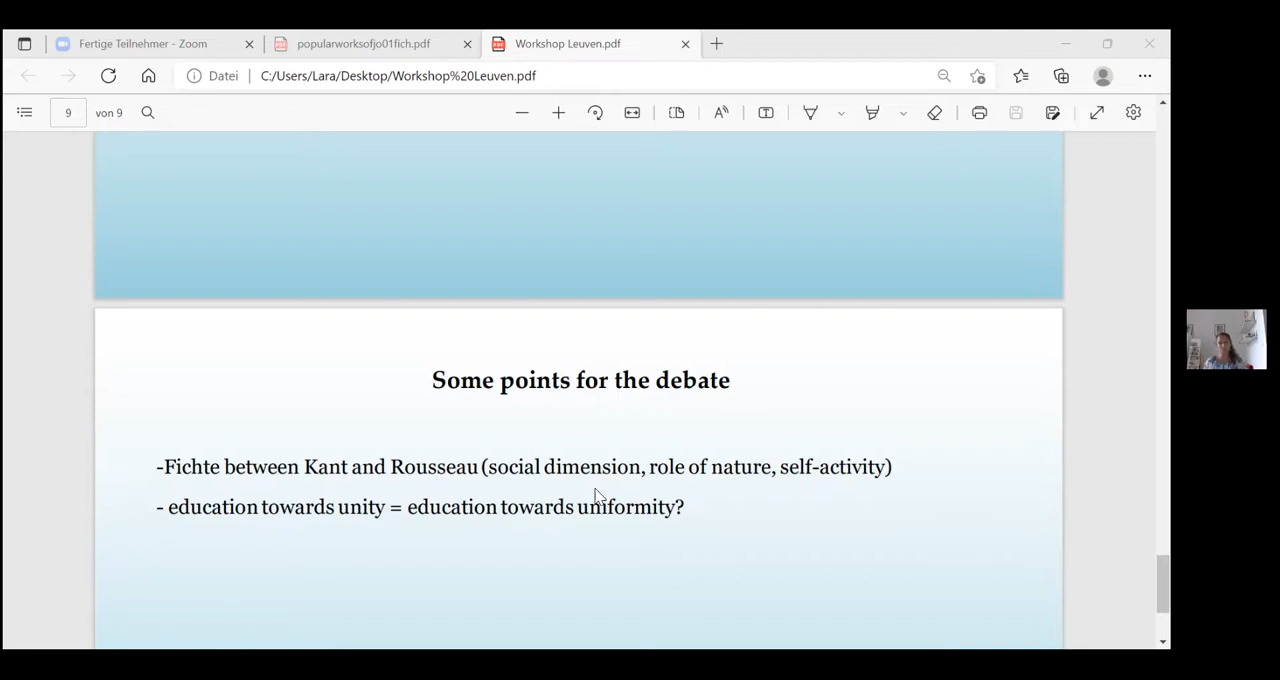 Fertige Teilnehmer - Zoom
popularworksofjo01fich.pdf
Workshop Leuven.pdf
Datei
C:/Users/Lara/Desktop/Workshop%20Leuven.pdf
9
von 9
Some points for the debate
-Fichte between Kant and Rousseau (social dimension, role of nature, self-activity)
- education towards unity = education towards uniformity?